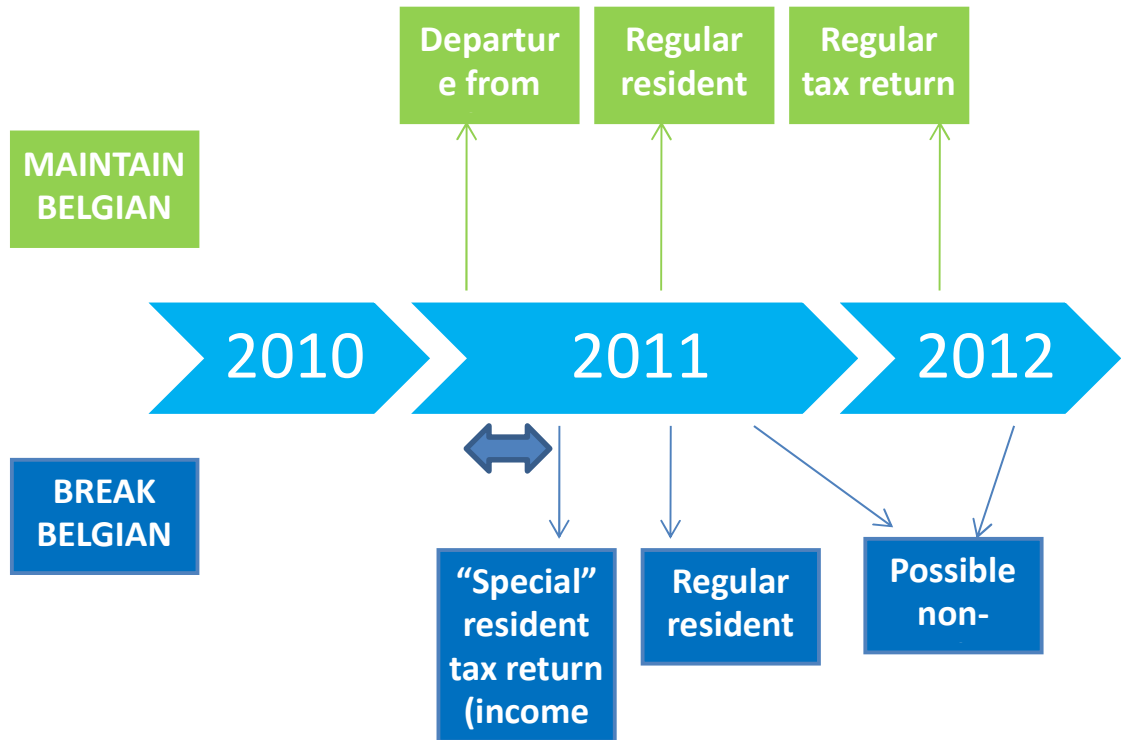 Departur
e from
Regular
resident
Regular
tax return
MAINTAIN
BELGIAN
2010
2011
2012
BREAK
BELGIAN
“Special”
resident
tax return
(income
Regular
resident
Possible
non-